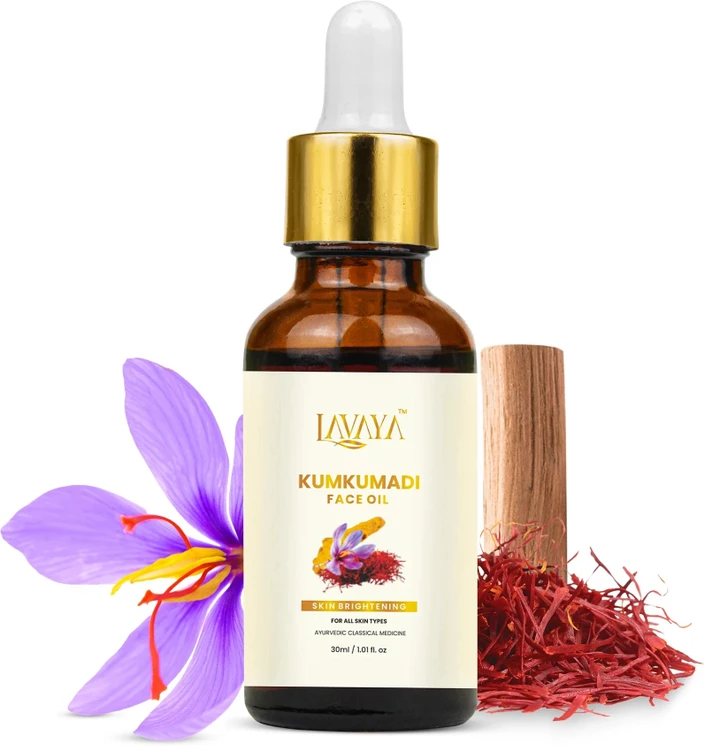 LAVAYA™
KUMKUMADI
FACE OIL
SKIN BRIGHTENING
FOR ALL SKIN TYPES
AYURVEDIC CLASSICAL MEDICINE
30ml / 1.01 fl. oz